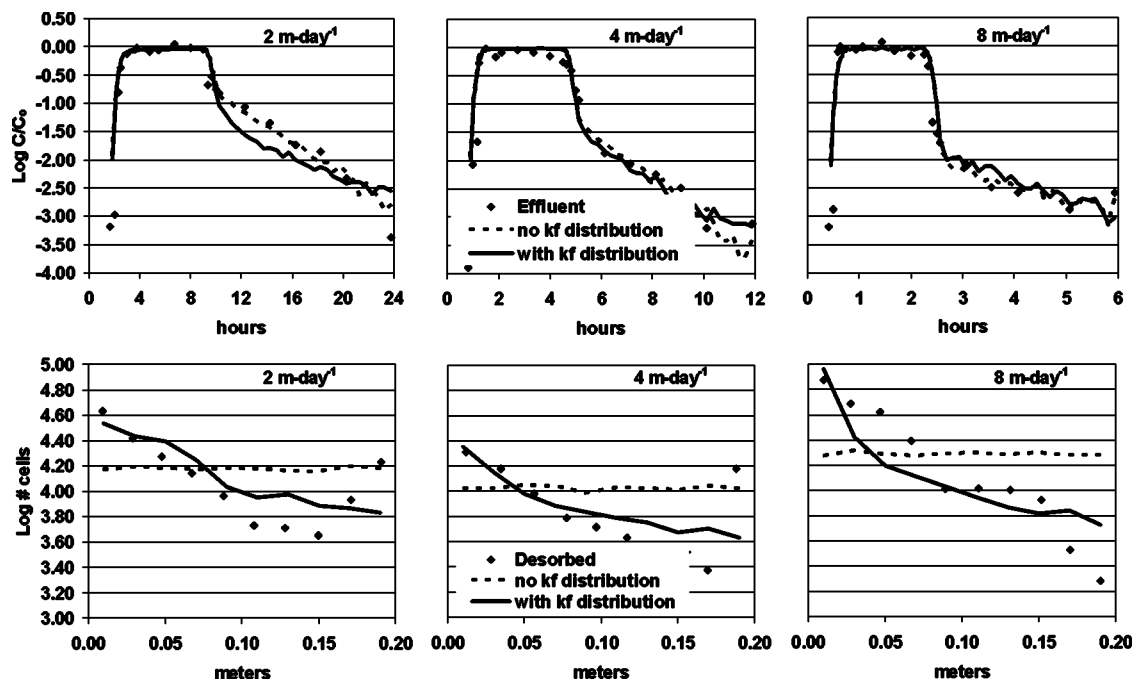 2 m-day-1
4 m-day-1
8 m-day-1
Log C/Co
0.50
0.00
-0.50
-1.00
-1.50
-2.00
-2.50
-3.00
-3.50
-4.00
Effluent
no kf distribution
with kf distribution
0 4 8 12 16 20 24
0 2 4 6 8 10 12
0 1 2 3 4 5 6
hours
hours
hours
2 m-day-1
4 m-day-1
8 m-day-1
Log # cells
5.00
4.80
4.60
4.40
4.20
4.00
3.80
3.60
3.40
3.20
3.00
Desorbed
no kf distribution
with kf distribution
0.00 0.05 0.10 0.15 0.20
0.00 0.05 0.10 0.15 0.20
0.00 0.05 0.10 0.15 0.20
meters
meters
meters